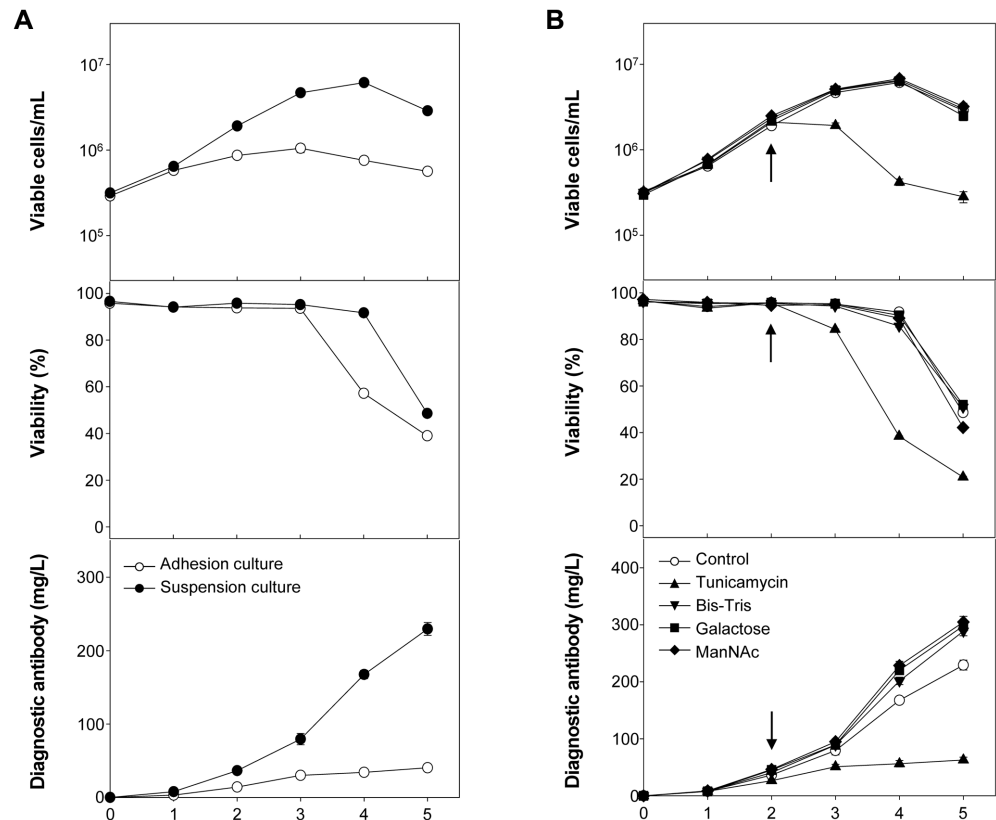 A
Viable cells/mL
10⁷
10⁶
10⁵
Viability (%)
100
80
60
40
20
0
Diagnostic antibody (mg/L)
300
200
100
0
Adhesion culture
Suspension culture
0 1 2 3 4 5
B
Viable cells/mL
10⁷
10⁶
10⁵
Viability (%)
100
80
60
40
20
0
Diagnostic antibody (mg/L)
400
300
200
100
0
Control
Tunicamycin
Bis-Tris
Galactose
ManNAc
0 1 2 3 4 5